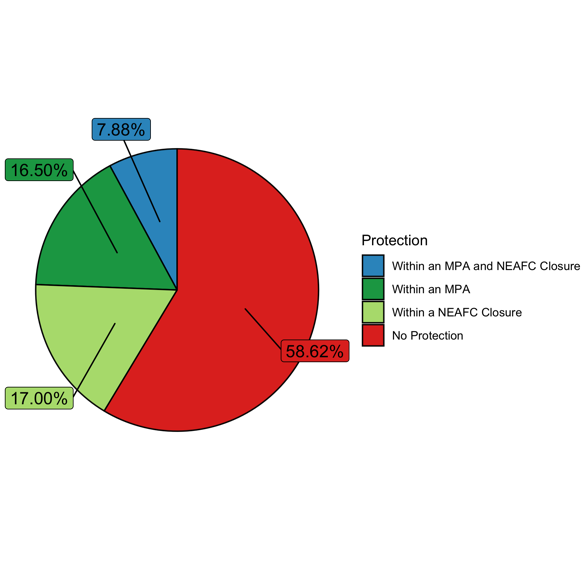 7.88%
16.50%
17.00%
58.62%
Protection
Within an MPA and NEAFC Closure
Within an MPA
Within a NEAFC Closure
No Protection